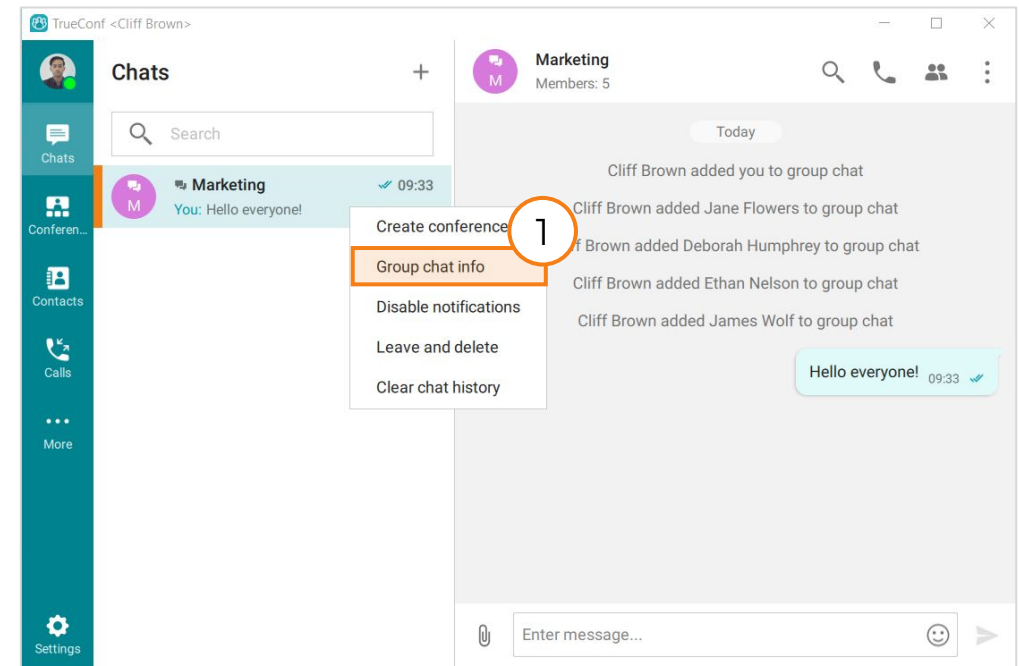 TrueConf <Cliff Brown>
Chats
Search
M
Marketing
You: Hello everyone!
09:33
Chats
Conferen...
Contacts
Calls
More
Settings
Create conference
Group chat info
Disable notifications
Leave and delete
Clear chat history
1
M
Marketing
Members: 5
Today
Cliff Brown added you to group chat
Cliff Brown added Jane Flowers to group chat
f Brown added Deborah Humphrey to group chat
Cliff Brown added Ethan Nelson to group chat
Cliff Brown added James Wolf to group chat
Hello everyone! 09:33
Enter message...